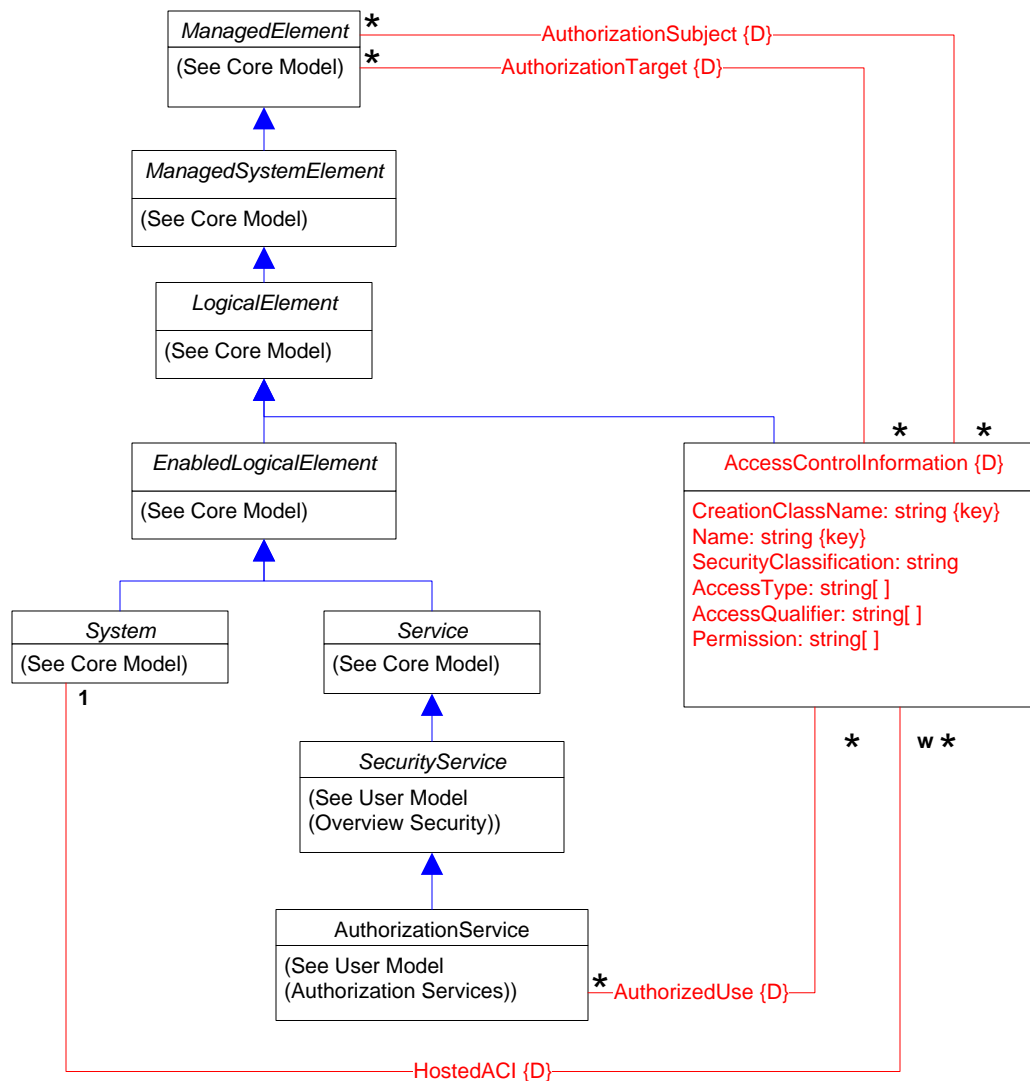 ManagedElement
(See Core Model)
*
*
AuthorizationSubject {D}
AuthorizationTarget {D}
ManagedSystemElement
(See Core Model)
LogicalElement
(See Core Model)
EnabledLogicalElement
(See Core Model)
*
*
AccessControlInformation {D}
CreationClassName: string {key}
Name: string {key}
SecurityClassification: string
AccessType: string[ ]
AccessQualifier: string[ ]
Permission: string[ ]
System
(See Core Model)
1
Service
(See Core Model)
*
w *
SecurityService
(See User Model
(Overview Security))
AuthorizationService
(See User Model
(Authorization Services))
*
AuthorizedUse {D}
HostedACI {D}